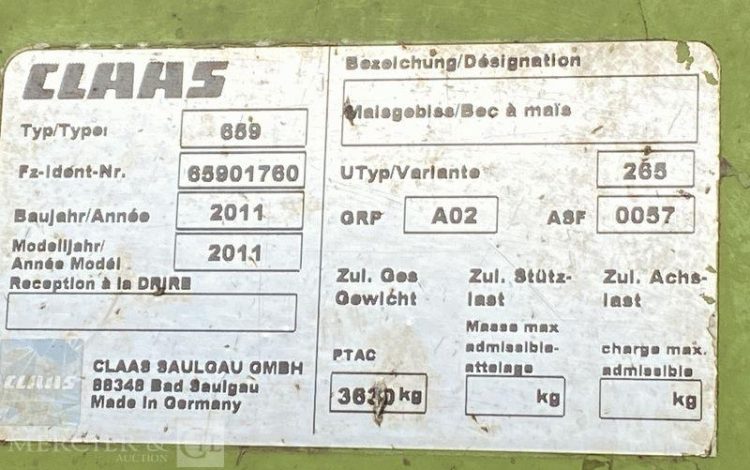 CLAAS
Typ/Type: 659
Fz-Ident-Nr. 65901760
Baujahr/Année 2011
Modelljahr/
Année Modél 2011
Reception à la DRIRE
CLAAS
CLAAS SAULGAU GMBH
88348 Bad Saulgau
Made in Germany
Bezeichung/Désignation
Maisgebiss/Bec à maïs
UTyp/Variante 265
GRP A02 ASF 0057
Zul. Ges
Gewicht
PTAC
kg
Zul. Stütz-
last
Masse max
admissible-
attelage
kg
Zul. Achs-
last
charge max.
admissible
kg
MERCIER &
AUCTION